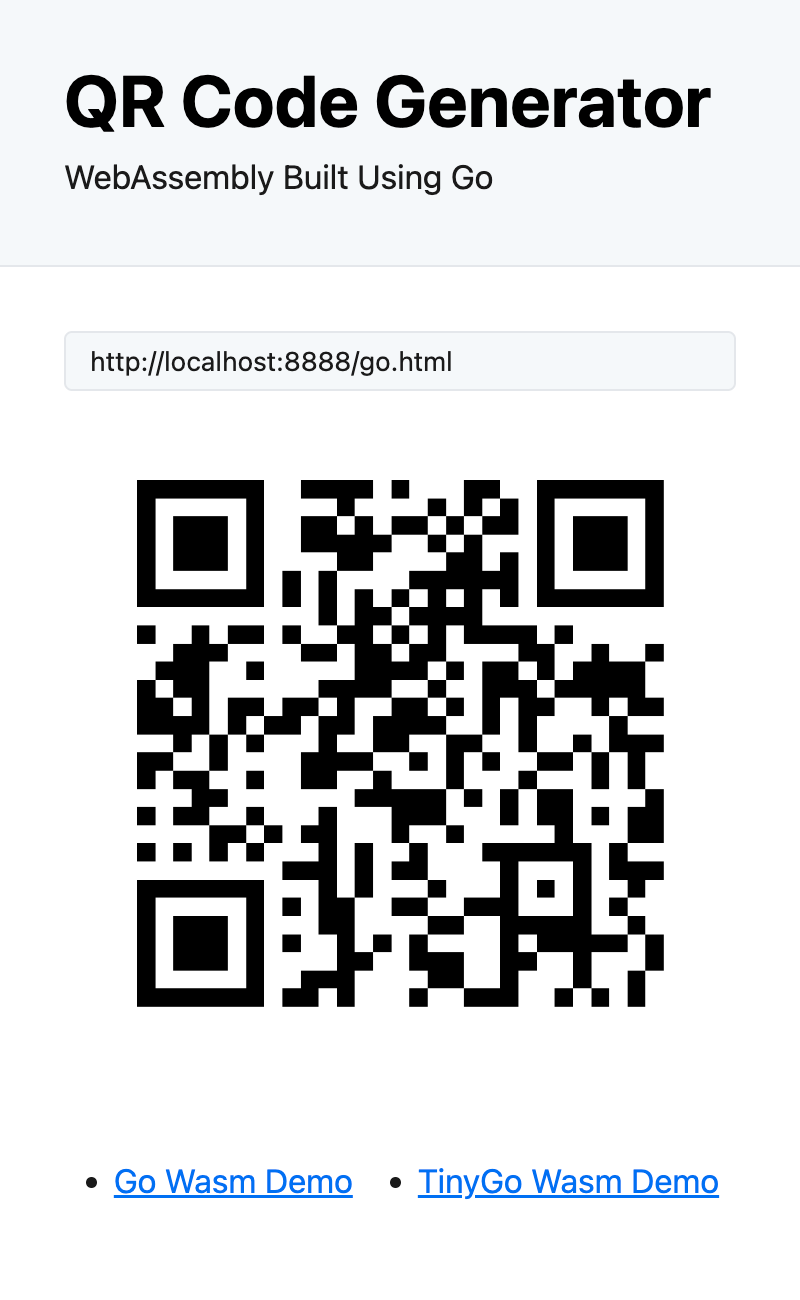 QR Code Generator
WebAssembly Built Using Go
http://localhost:8888/go.html
• Go Wasm Demo • TinyGo Wasm Demo